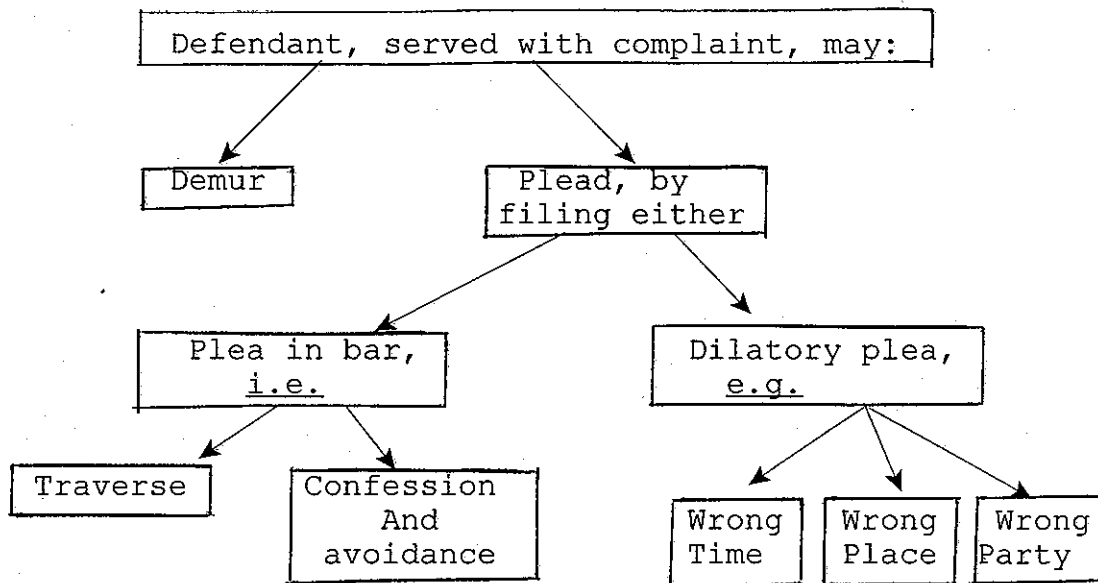 Defendant, served with complaint, may:
Demur
Plead, by
filing either
Plea in bar,
i.e.
Dilatory plea,
e.g.
Traverse
Confession
And
avoidance
Wrong
Time
Wrong
Place
Wrong
Party